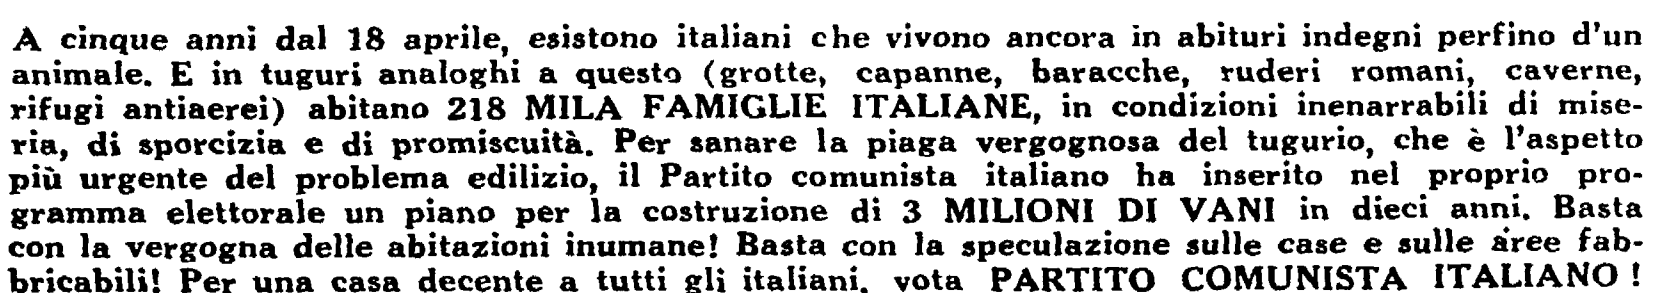 A cinque anni dal 18 aprile, esistono italiani che vivono ancora in abituri indegni perfino d'un
animale. E in tuguri analoghi a questo (grotte, capanne, baracche, ruderi romani, caverne,
rifugi antiaerei) abitano 218 MILA FAMIGLIE ITALIANE, in condizioni inenarrabili di mise-
ria, di sporcizia e di promiscuità. Per sanare la piaga vergognosa del tugurio, che è l'aspetto
più urgente del problema edilizio, il Partito comunista italiano ha inserito nel proprio pro-
gramma elettorale un piano per la costruzione di 3 MILIONI DI VANI in dieci anni. Basta
con la vergogna delle abitazioni inumane! Basta con la speculazione sulle case e sulle aree fab-
bricabili! Per una casa decente a tutti gli italiani, vota PARTITO COMUNISTA ITALIANO!